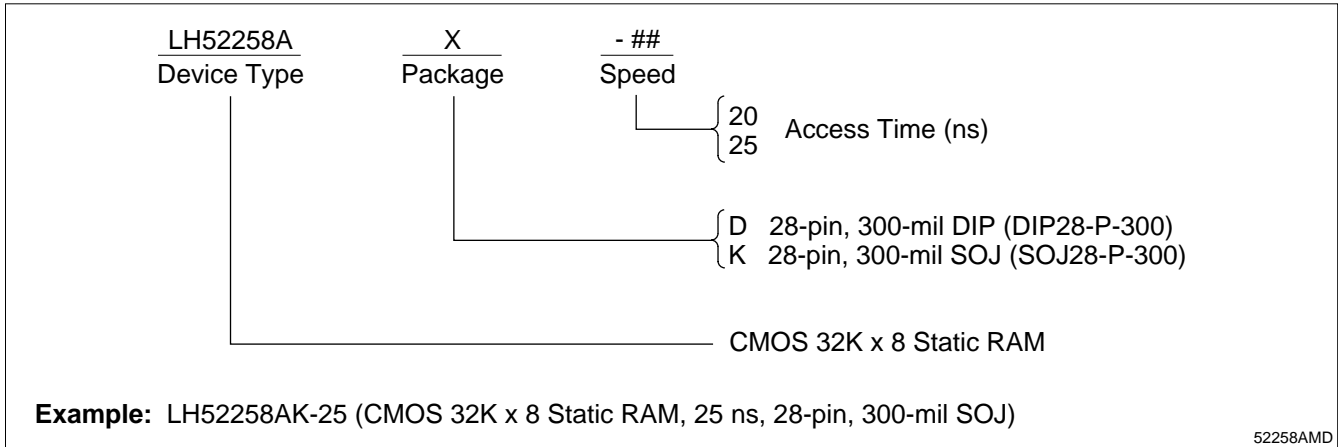 LH52258A X - ##
Device Type Package Speed
20
25
Access Time (ns)
D 28-pin, 300-mil DIP (DIP28-P-300)
K 28-pin, 300-mil SOJ (SOJ28-P-300)
CMOS 32K x 8 Static RAM
Example: LH52258AK-25 (CMOS 32K x 8 Static RAM, 25 ns, 28-pin, 300-mil SOJ)
52258AMD